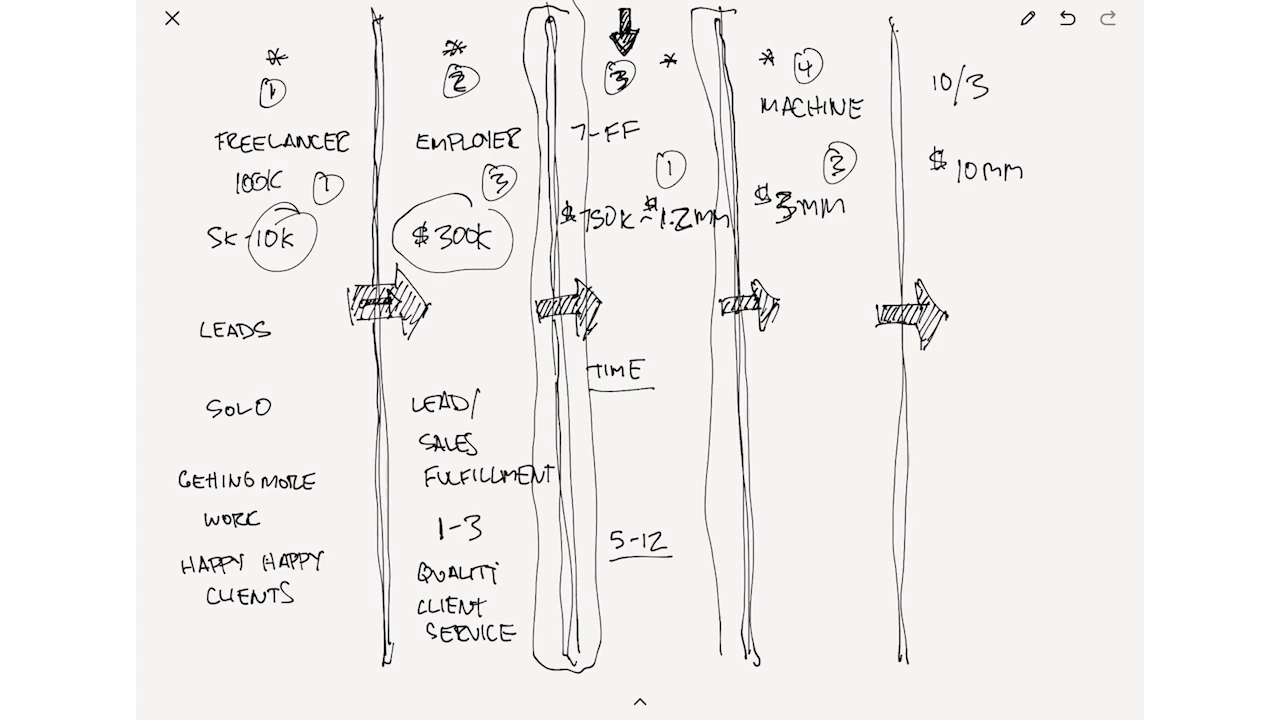 * ①
FREELANCER
100K ①
5K-10K
LEADS
SOLO
GETTING MORE
WORK
HAPPY HAPPY
CLIENTS
* ②
EMPLOYER
③
$300K
LEAD/
SALES
FULFILLMENT
1-3
QUALITY
CLIENT
SERVICE
③ *
7-FF
①
$750K ~ $1.2MM
TIME
5-12
* ④
MACHINE
③
$3MM
10/3
$10MM